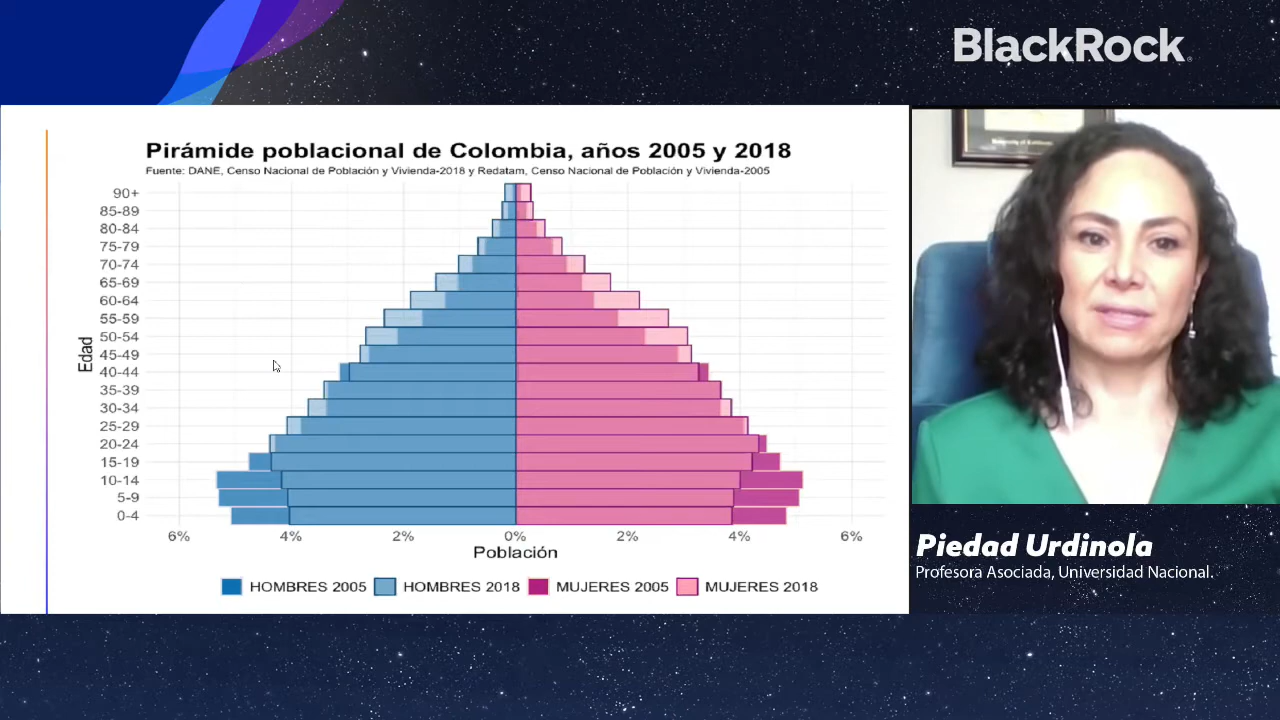 BlackRock
Pirámide poblacional de Colombia, años 2005 y 2018
Fuente: DANE, Censo Nacional de Población y Vivienda-2018 y Redatam, Censo Nacional de Población y Vivienda-2005
90+
85-89
80-84
75-79
70-74
65-69
60-64
55-59
50-54
45-49
40-44
35-39
30-34
25-29
20-24
15-19
10-14
5-9
0-4
Edad
6% 4% 2% 0% 2% 4% 6%
Población
HOMBRES 2005 HOMBRES 2018 MUJERES 2005 MUJERES 2018
Piedad Urdinola
Profesora Asociada, Universidad Nacional.